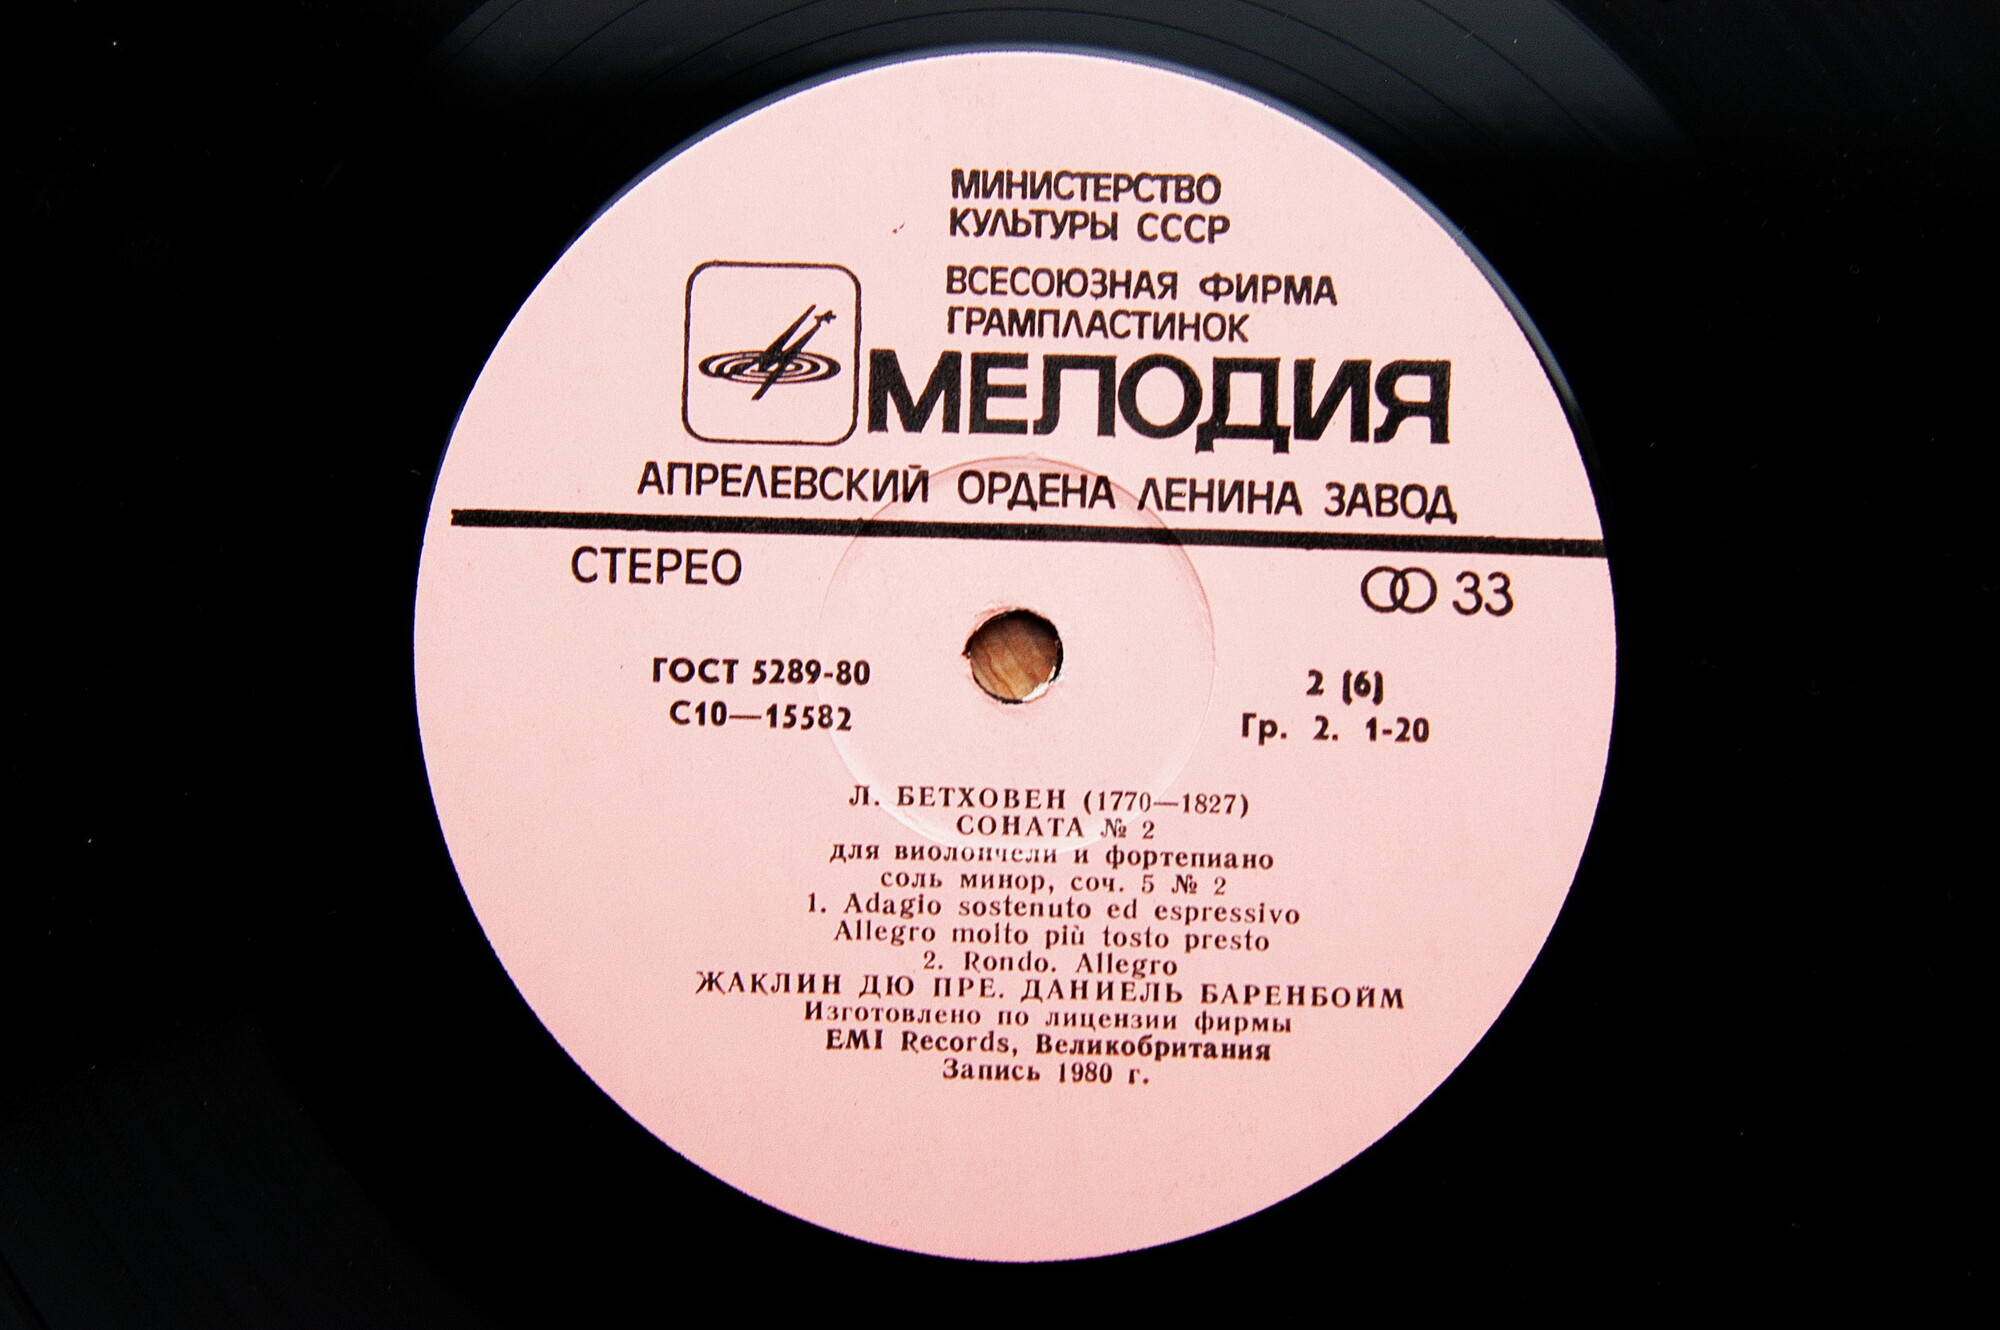 МИНИСТЕРСТВО
КУЛЬТУРЫ СССР
ВСЕСОЮЗНАЯ ФИРМА
ГРАМПЛАСТИНОК
МЕЛОДИЯ
АПРЕЛЕВСКИЙ ОРДЕНА ЛЕНИНА ЗАВОД
СТЕРЕО
33
ГОСТ 5289-80
С10—15582
2 (6)
Гр. 2. 1-20
Л. БЕТХОВЕН (1770—1827)
СОНАТА № 2
для виолончели и фортепиано
соль минор, соч. 5 № 2
1. Adagio sostenuto ed espressivo
Allegro molto più tosto presto
2. Rondo. Allegro
ЖАКЛИН ДЮ ПРЕ. ДАНИЕЛЬ БАРЕНБОЙМ
Изготовлено по лицензии фирмы
EMI Records, Великобритания
Запись 1980 г.